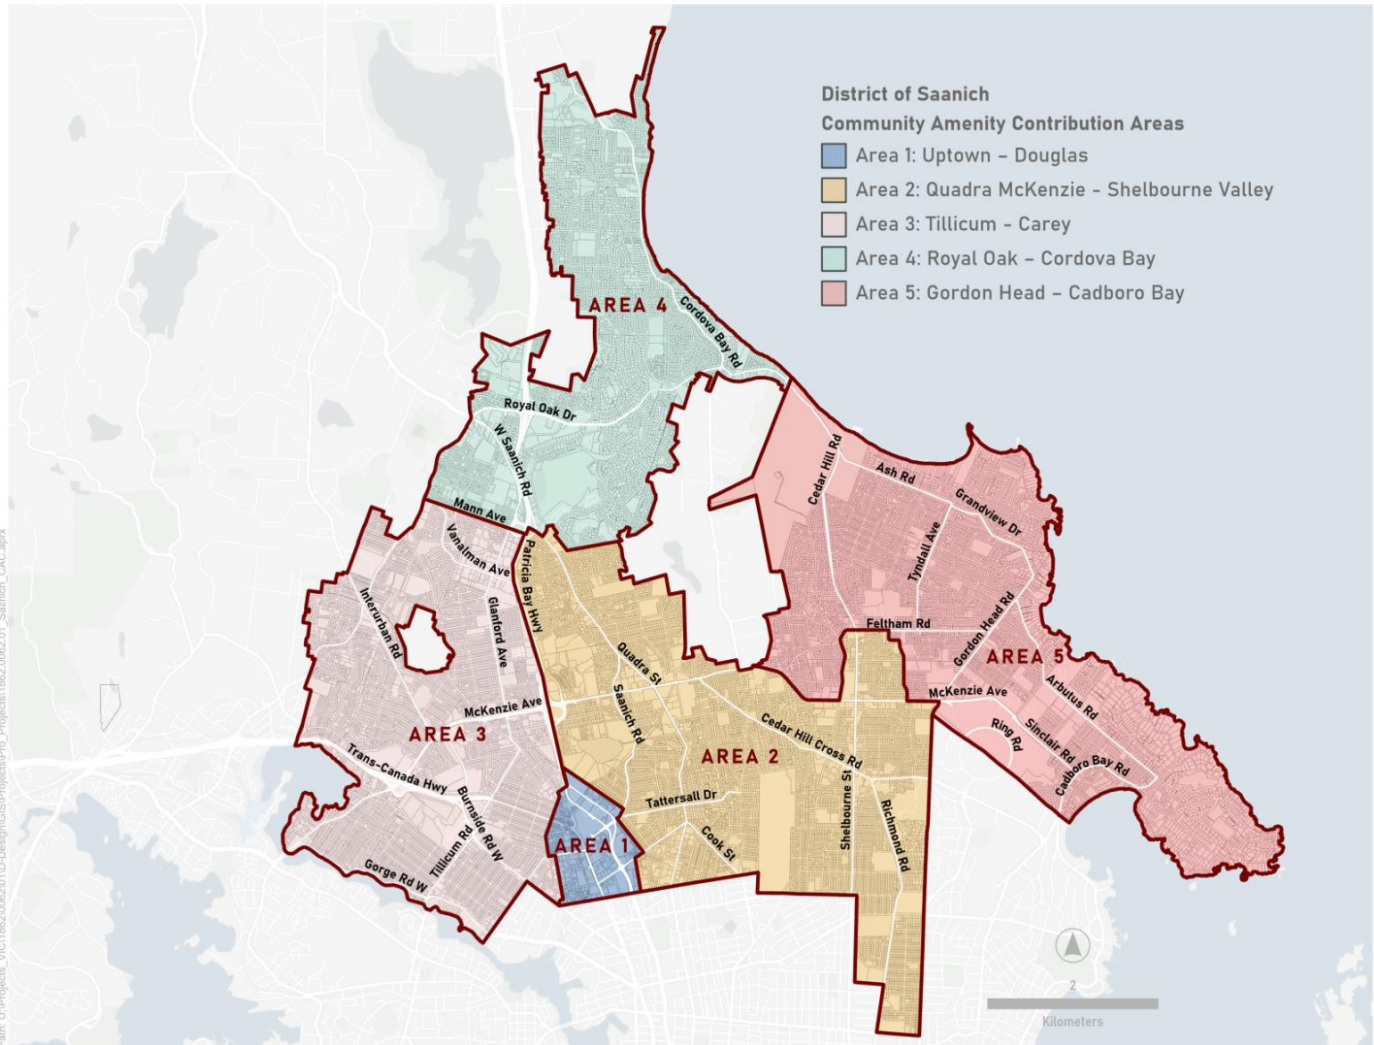 District of Saanich
Community Amenity Contribution Areas
Area 1: Uptown – Douglas
Area 2: Quadra McKenzie - Shelbourne Valley
Area 3: Tillicum - Carey
Area 4: Royal Oak – Cordova Bay
Area 5: Gordon Head – Cadboro Bay
AREA 4
Cordova Bay Rd
Royal Oak Dr
W Saanich Rd
Mann Ave
Cedar Hill Rd
Ash Rd
Grandview Dr
Tyndall Ave
Vanalman Ave
Patricia Bay Hwy
Interurban Rd
Glanford Ave
Feltham Rd
Gordon Head Rd
AREA 5
Quadra St
Saanich Rd
McKenzie Ave
Arbutus Rd
McKenzie Ave
AREA 3
Cedar Hill Cross Rd
Ring Rd
Sinclair Rd
Cadboro Bay Rd
AREA 2
Trans-Canada Hwy
Burnside Rd W
Tattersall Dr
Shelbourne St
Richmond Rd
AREA 1
Cook St
Tillicum Rd
Gorge Rd W
2
Kilometers